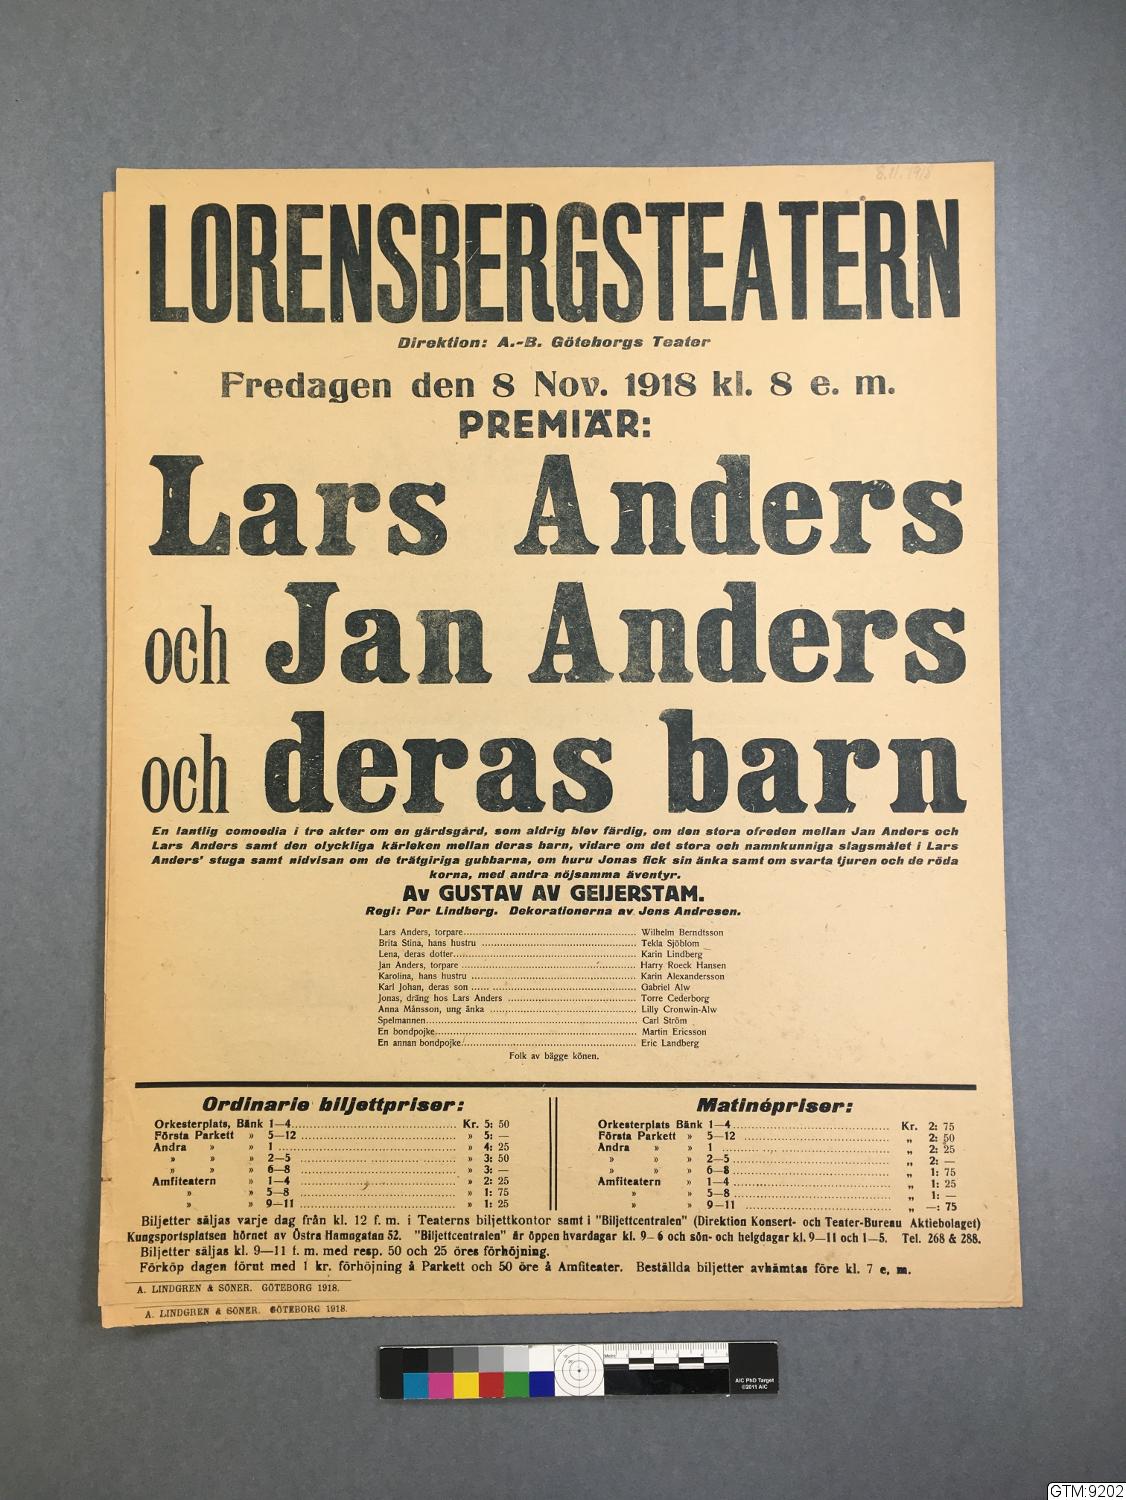 8.11.1918
LORENSBERGSTEATERN
Direktion: A.-B. Göteborgs Teater
Fredagen den 8 Nov. 1918 kl. 8 e. m.
PREMIÄR:
Lars Anders
och Jan Anders
och deras barn
En lantlig comoedia i tre akter om en gärdsgård, som aldrig blev färdig, om den stora ofreden mellan Jan Anders och
Lars Anders samt den olyckliga kärleken mellan deras barn, vidare om det stora och namnkunniga slagsmålet i Lars
Anders' stuga samt nidvisan om de trätgiriga gubbarna, om huru Jonas fick sin änka samt om svarta tjuren och de röda
korna, med andra nöjsamma äventyr.
Av GUSTAV AV GEIJERSTAM.
Regi: Per Lindberg. Dekorationerna av Jens Andresen.
Lars Anders, torpare........ Wilhelm Berndtsson
Brita Stina, hans hustru ........ Tekla Sjöblom
Lena, deras dotter........ Karin Lindberg
Jan Anders, torpare ........ Harry Roeck Hansen
Karolina, hans hustru ........ Karin Alexandersson
Karl Johan, deras son ........ Gabriel Alw
Jonas, dräng hos Lars Anders ........ Torre Cederborg
Anna Månsson, ung änka ........ Lilly Cronwin-Alw
Spelmannen........ Carl Ström
En bondpojke........ Martin Ericsson
En annan bondpojke........ Eric Landberg
Folk av bägge könen.
Ordinarie biljettpriser:
Orkesterplats, Bänk 1—4........ Kr. 5: 50
Första Parkett » 5—12 ........ » 5: —
Andra » » 1 ........ » 4: 25
» » » 2—5 ........ » 3: 50
» » » 6—8 ........ » 3: —
Amfiteatern » 1—4 ........ » 2: 25
» » 5—8 ........ » 1: 75
» » 9—11 ........ » 1: 25
Matinépriser:
Orkesterplats Bänk 1—4 ........ Kr. 2: 75
Första Parkett » 5—12 ........ „ 2: 50
Andra » » 1 ........ „ 2: 25
» » » 2—5 ........ „ 2: —
» » » 6—8 ........ „ 1: 75
Amfiteatern » 1—4 ........ „ 1: 25
» » 5—8 ........ „ 1: —
» » 9—11 ........ „ —: 75
Biljetter säljas varje dag från kl. 12 f. m. i Teaterns biljettkontor samt i "Biljettcentralen" (Direktion Konsert- och Teater-Bureau Aktiebolaget)
Kungsportsplatsen hörnet av Östra Hamngatan 52. "Biljettcentralen" är öppen hvardagar kl. 9—6 och sön- och helgdagar kl. 9—11 och 1—5. Tel. 268 & 288.
Biljetter säljas kl. 9—11 f. m. med resp. 50 och 25 öres förhöjning.
Förköp dagen förut med 1 kr. förhöjning å Parkett och 50 öre å Amfiteater. Beställda biljetter avhämtas före kl. 7 e. m.
A. LINDGREN & SÖNER. GÖTEBORG 1918.
A. LINDGREN & SÖNER. GÖTEBORG 1918.
AIC PhD Target
©2011 AIC
GTM:9202